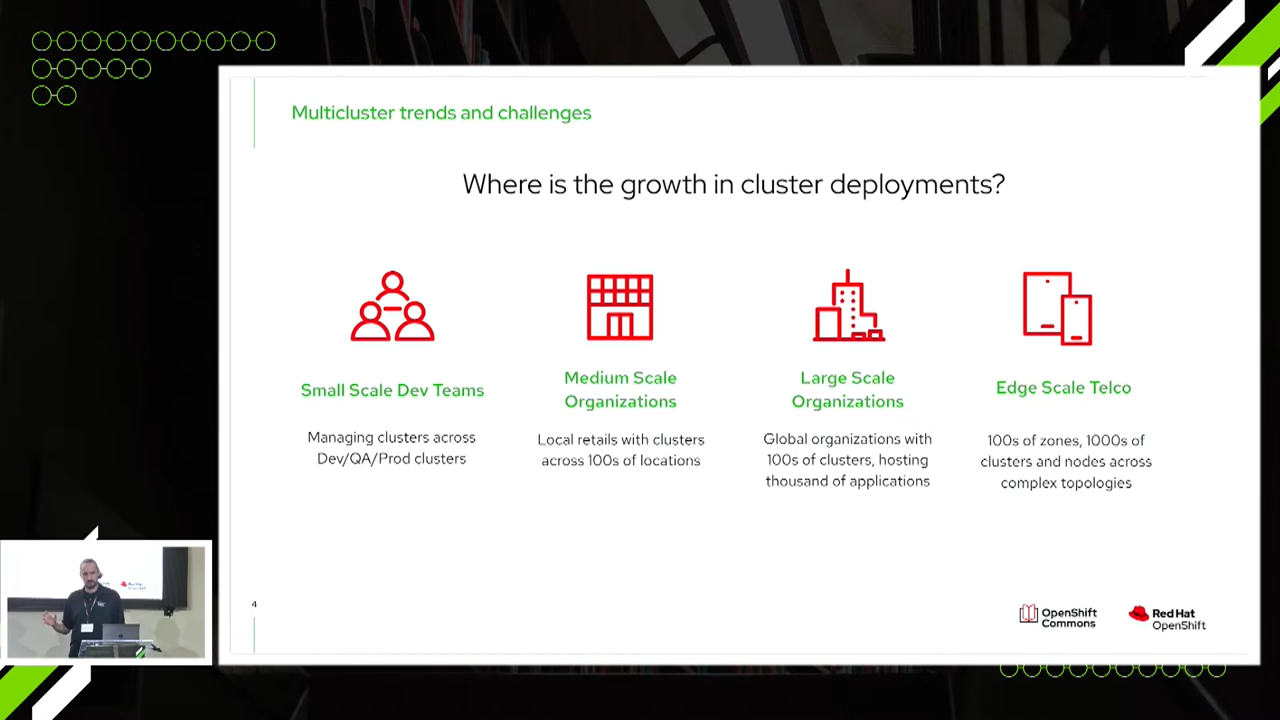 Multicluster trends and challenges
Where is the growth in cluster deployments?
Small Scale Dev Teams
Managing clusters across
Dev/QA/Prod clusters
Medium Scale
Organizations
Local retails with clusters
across 100s of locations
Large Scale
Organizations
Global organizations with
100s of clusters, hosting
thousand of applications
Edge Scale Telco
100s of zones, 1000s of
clusters and nodes across
complex topologies
4
OpenShift
Commons
Red Hat
OpenShift